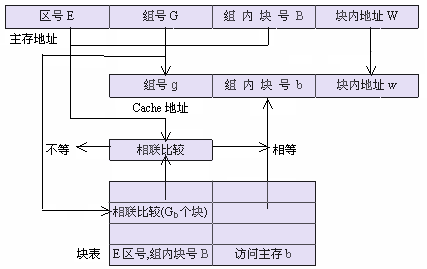 区号 E 组号 G 组 内 块 号 B 块内地址 W
主存地址
组号 g 组 内 块 号 b 块内地址 w
Cache 地址
不等 相联比较 相等
相联比较(Gb个块)
块表 E 区号,组内块号 B 访问主存 b